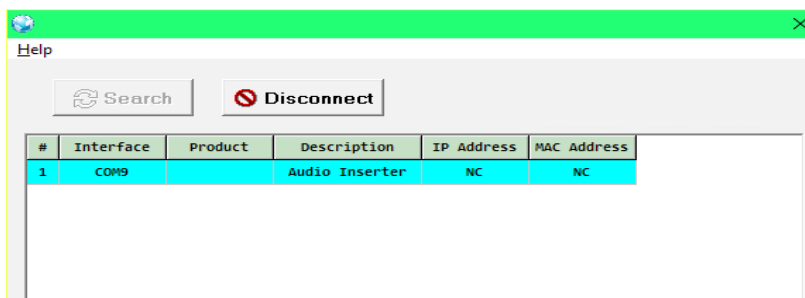 Help
Search Disconnect
# Interface Product Description IP Address MAC Address
1 COM9 Audio Inserter NC NC